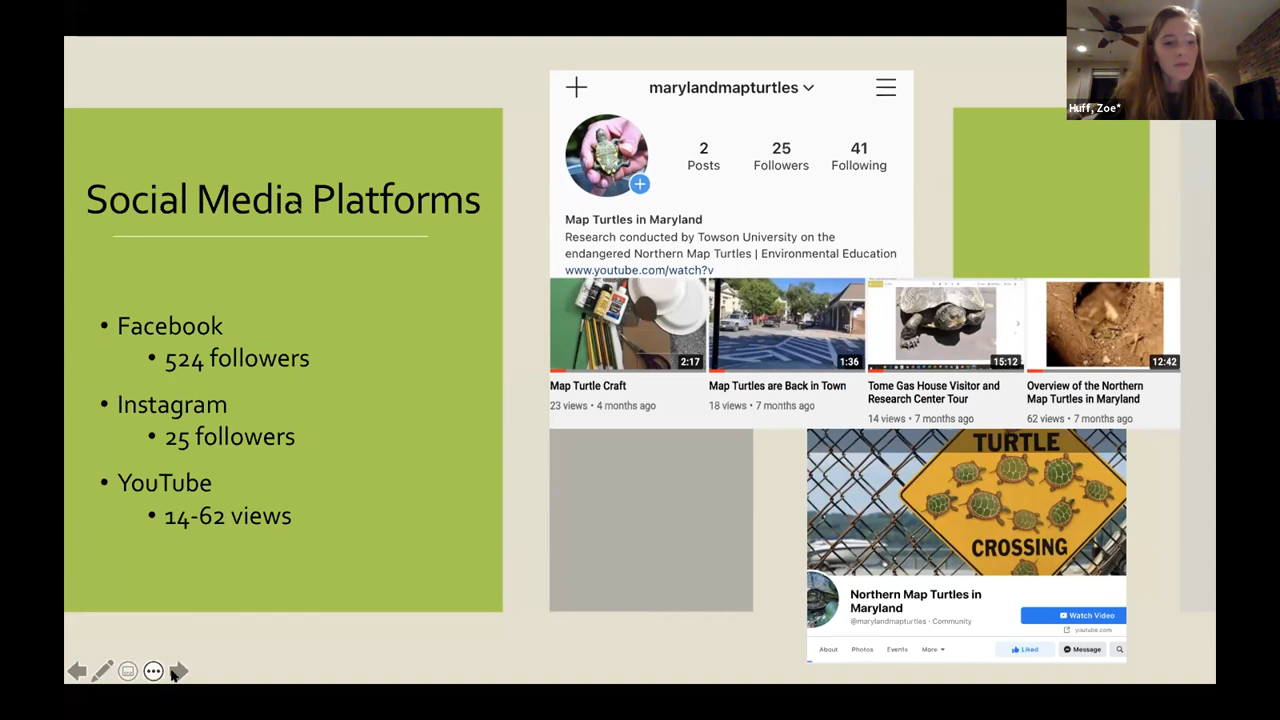 Social Media Platforms
• Facebook
• 524 followers
• Instagram
• 25 followers
• YouTube
• 14-62 views
marylandmapturtles
2 25 41
Posts Followers Following
Map Turtles in Maryland
Research conducted by Towson University on the
endangered Northern Map Turtles | Environmental Education
www.youtube.com/watch?v
2:17
Map Turtle Craft
23 views • 4 months ago
1:36
Map Turtles are Back in Town
18 views • 7 months ago
15:12
Tome Gas House Visitor and
Research Center Tour
14 views • 7 months ago
12:42
Overview of the Northern
Map Turtles in Maryland
62 views • 7 months ago
TURTLE
CROSSING
Northern Map Turtles in
Maryland
@marylandmapturtles · Community
Watch Video
youtube.com
About Photos Events More Liked Message
Huff, Zoe*